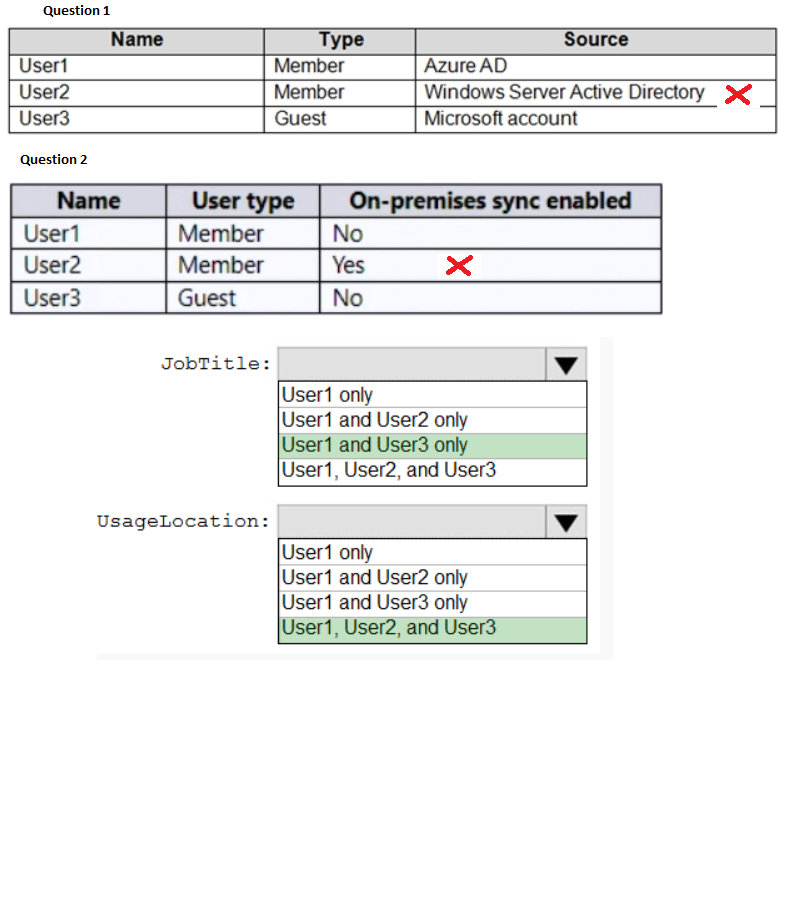 Question 1
Name Type Source
User1 Member Azure AD
User2 Member Windows Server Active Directory
User3 Guest Microsoft account
Question 2
Name User type On-premises sync enabled
User1 Member No
User2 Member Yes
User3 Guest No
JobTitle:
User1 only
User1 and User2 only
User1 and User3 only
User1, User2, and User3
UsageLocation:
User1 only
User1 and User2 only
User1 and User3 only
User1, User2, and User3